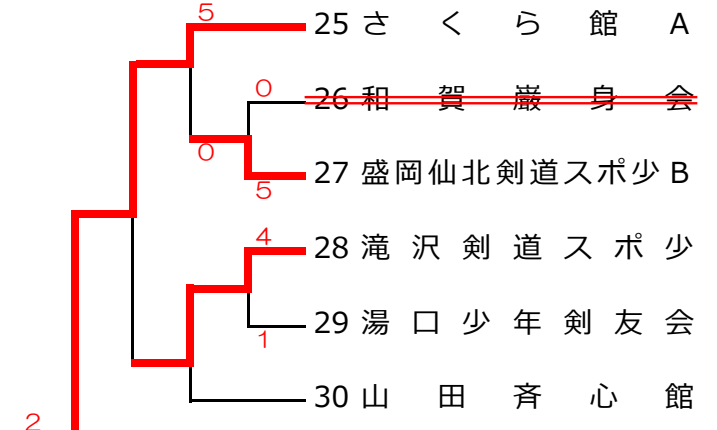 5
25 さくら館A
0
26 和賀巌身会
0
27 盛岡仙北剣道スポ少B
5
4
28 滝沢剣道スポ少
29 湯口少年剣友会
1
30 山田斉心館
2